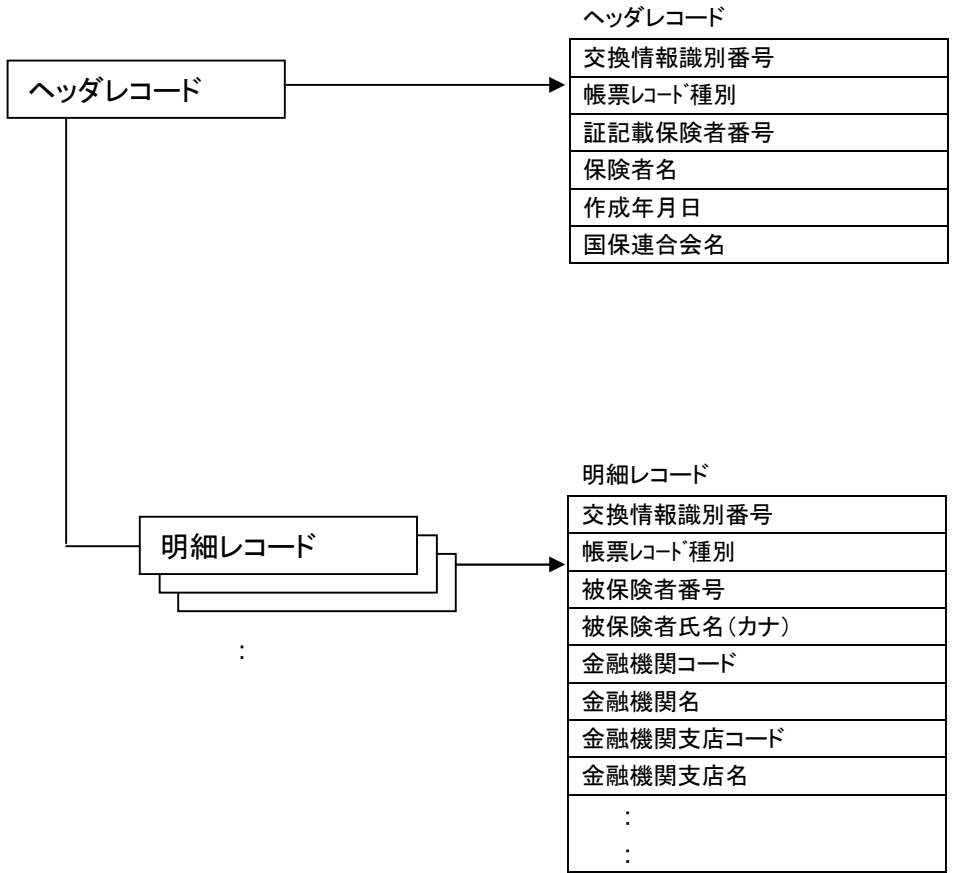 ヘッダレコード
ヘッダレコード
交換情報識別番号
帳票ﾚｺｰﾄﾞ種別
証記載保険者番号
保険者名
作成年月日
国保連合会名
明細レコード
:
明細レコード
交換情報識別番号
帳票ﾚｺｰﾄﾞ種別
被保険者番号
被保険者氏名（カナ）
金融機関コード
金融機関名
金融機関支店コード
金融機関支店名
:
: